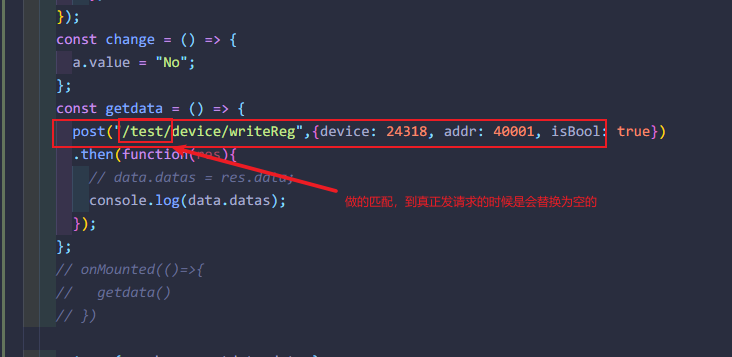 });
const change = () => {
a.value = "No";
};
const getdata = () => {
post("/test/device/writeReg",{device: 24318, addr: 40001, isBool: true})
.then(function(res){
// data.datas = res.data;
console.log(data.datas);
做的匹配，到真正发请求的时候是会替换为空的
});
};
// onMounted(()=>{
//   getdata()
// })